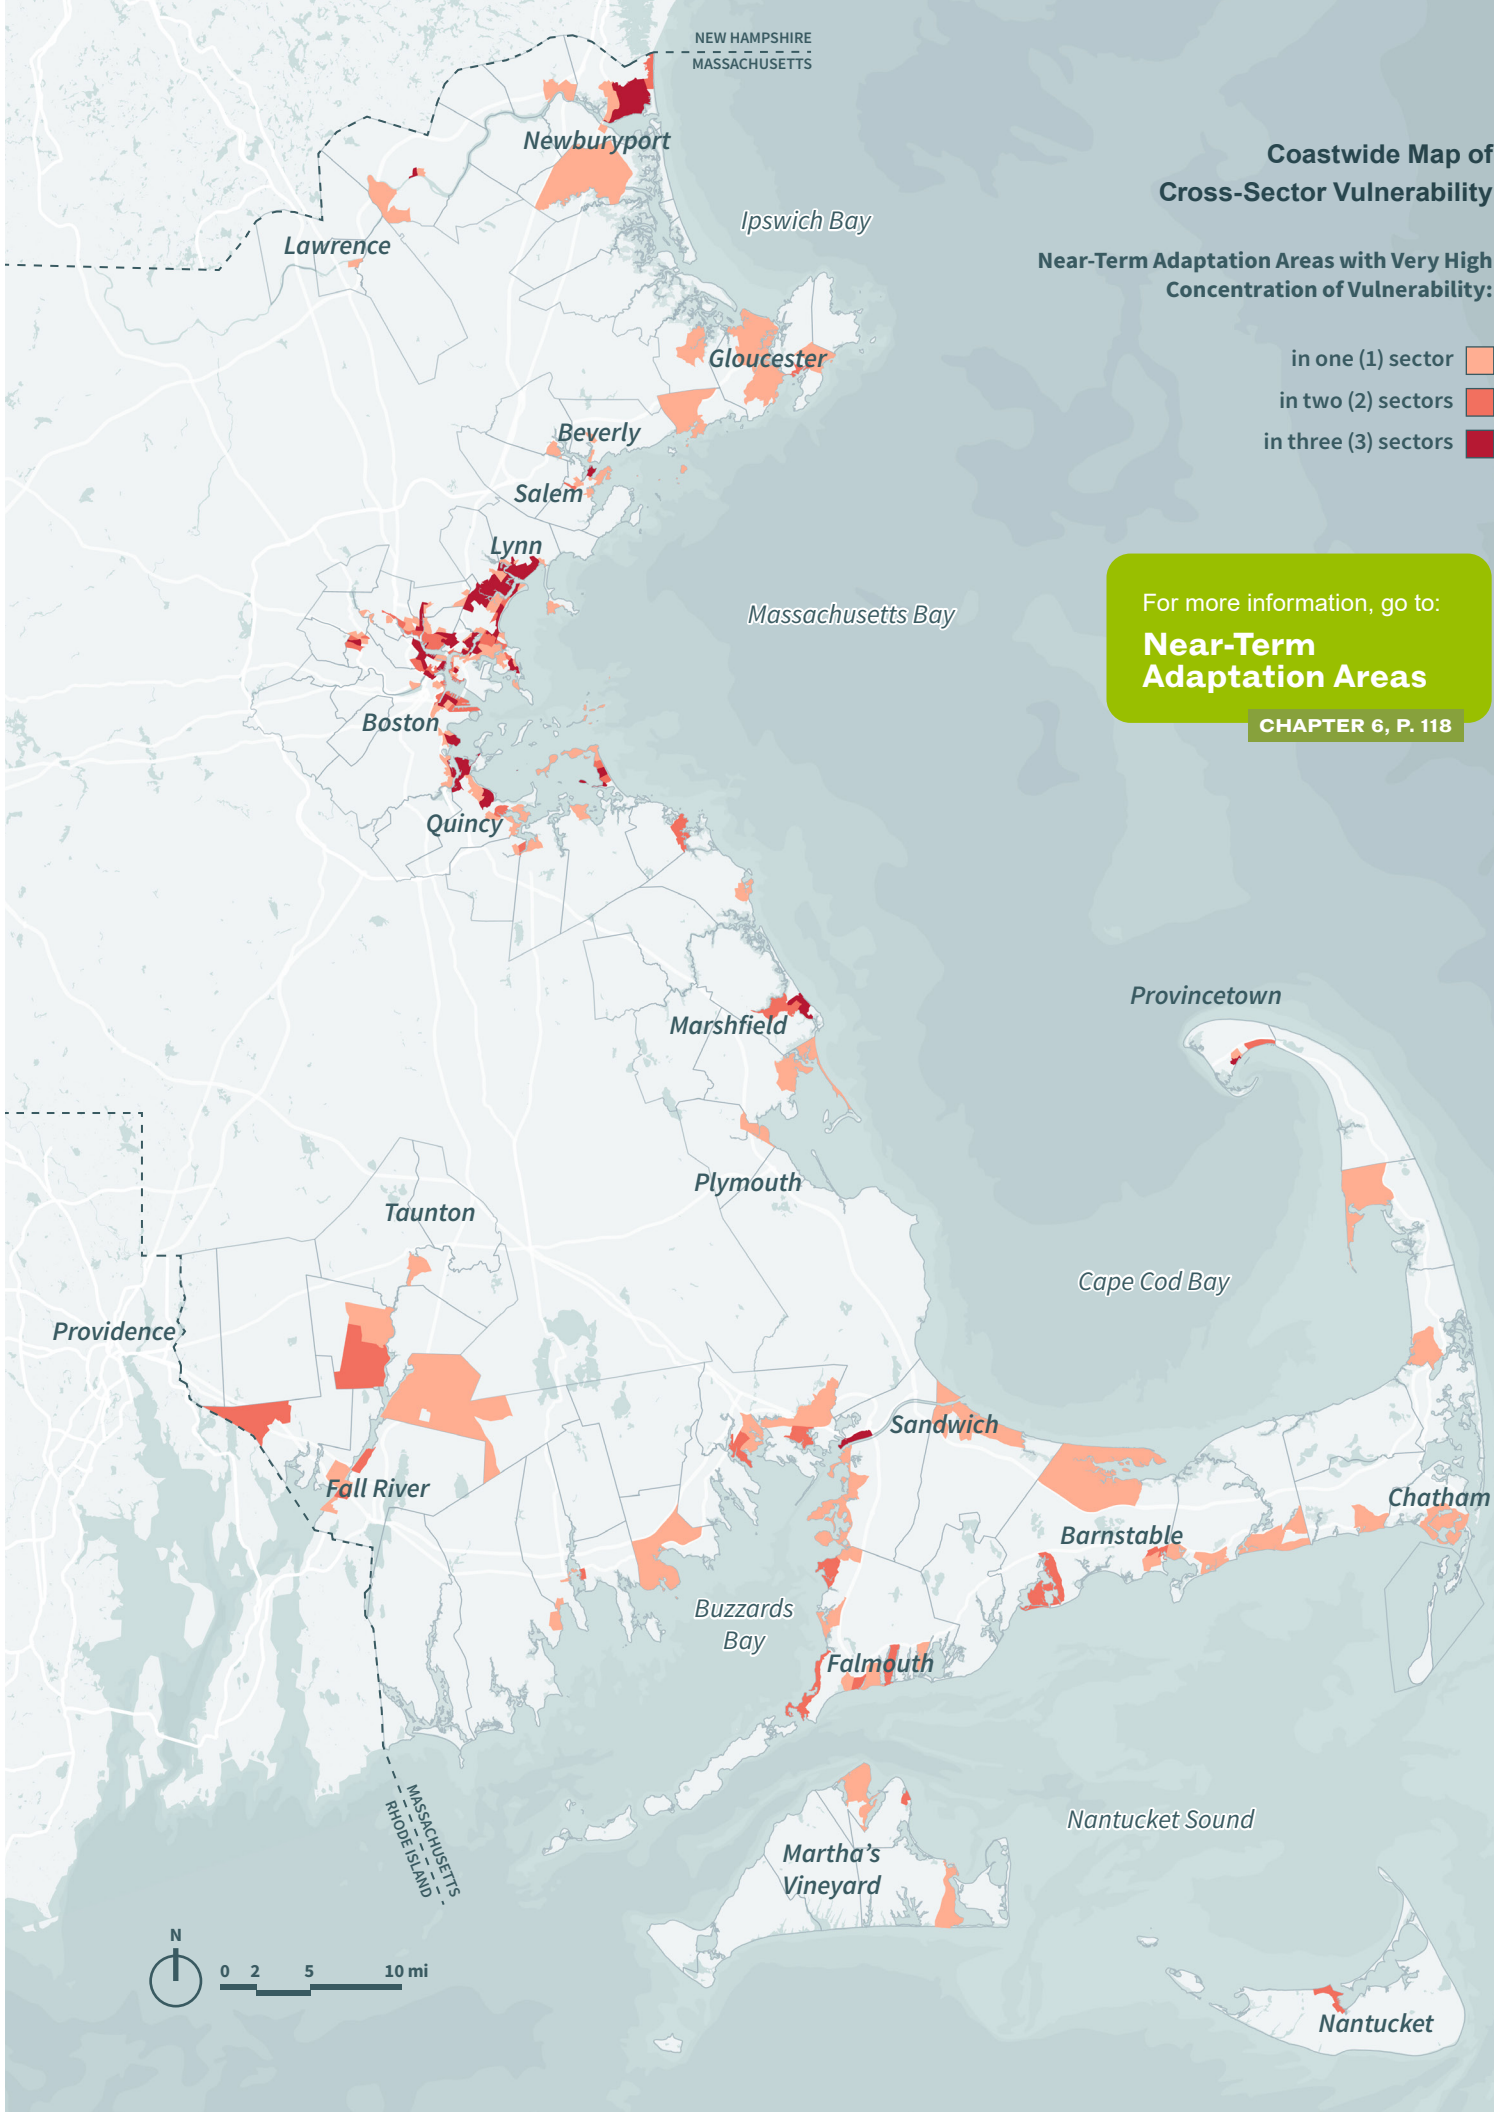 NEW HAMPSHIRE
MASSACHUSETTS
Coastwide Map of
Cross-Sector Vulnerability
Newburyport
Ipswich Bay
Lawrence
Near-Term Adaptation Areas with Very High
Concentration of Vulnerability:
in one (1) sector
in two (2) sectors
in three (3) sectors
Gloucester
Beverly
Salem
Lynn
Massachusetts Bay
For more information, go to:
Near-Term
Adaptation Areas
CHAPTER 6, P. 118
Boston
Quincy
Provincetown
Marshfield
Plymouth
Taunton
Cape Cod Bay
Providence
Sandwich
Fall River
Chatham
Barnstable
Buzzards
Bay
Falmouth
MASSACHUSETTS
RHODE ISLAND
Nantucket Sound
Martha's
Vineyard
N
0 2 5 10 mi
Nantucket